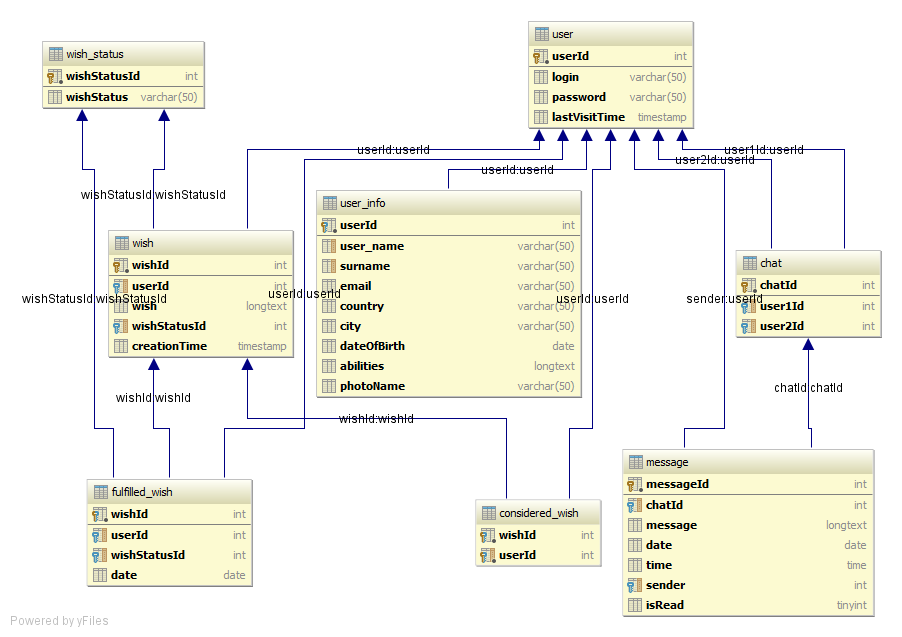 user
userId int
login varchar(50)
password varchar(50)
lastVisitTime timestamp
wish_status
wishStatusId int
wishStatus varchar(50)
userId:userId
user1Id:userId
user2Id:userId
userId:userId
wishStatusId wishStatusId
user_info
userId int
user_name varchar(50)
surname varchar(50)
email varchar(50)
country varchar(50)
city varchar(50)
dateOfBirth date
abilities longtext
photoName varchar(50)
wish
wishId int
userId int
wish longtext
wishStatusId int
creationTime timestamp
chat
chatId int
user1Id int
user2Id int
wishStatusId:wishStatusId
userId:userId
userId:userId
sender:userId
chatId:chatId
wishId:wishId
wishId:wishId
message
messageId int
chatId int
message longtext
date date
time time
sender int
isRead tinyint
fulfilled_wish
wishId int
userId int
wishStatusId int
date date
considered_wish
wishId int
userId int
Powered by yFiles